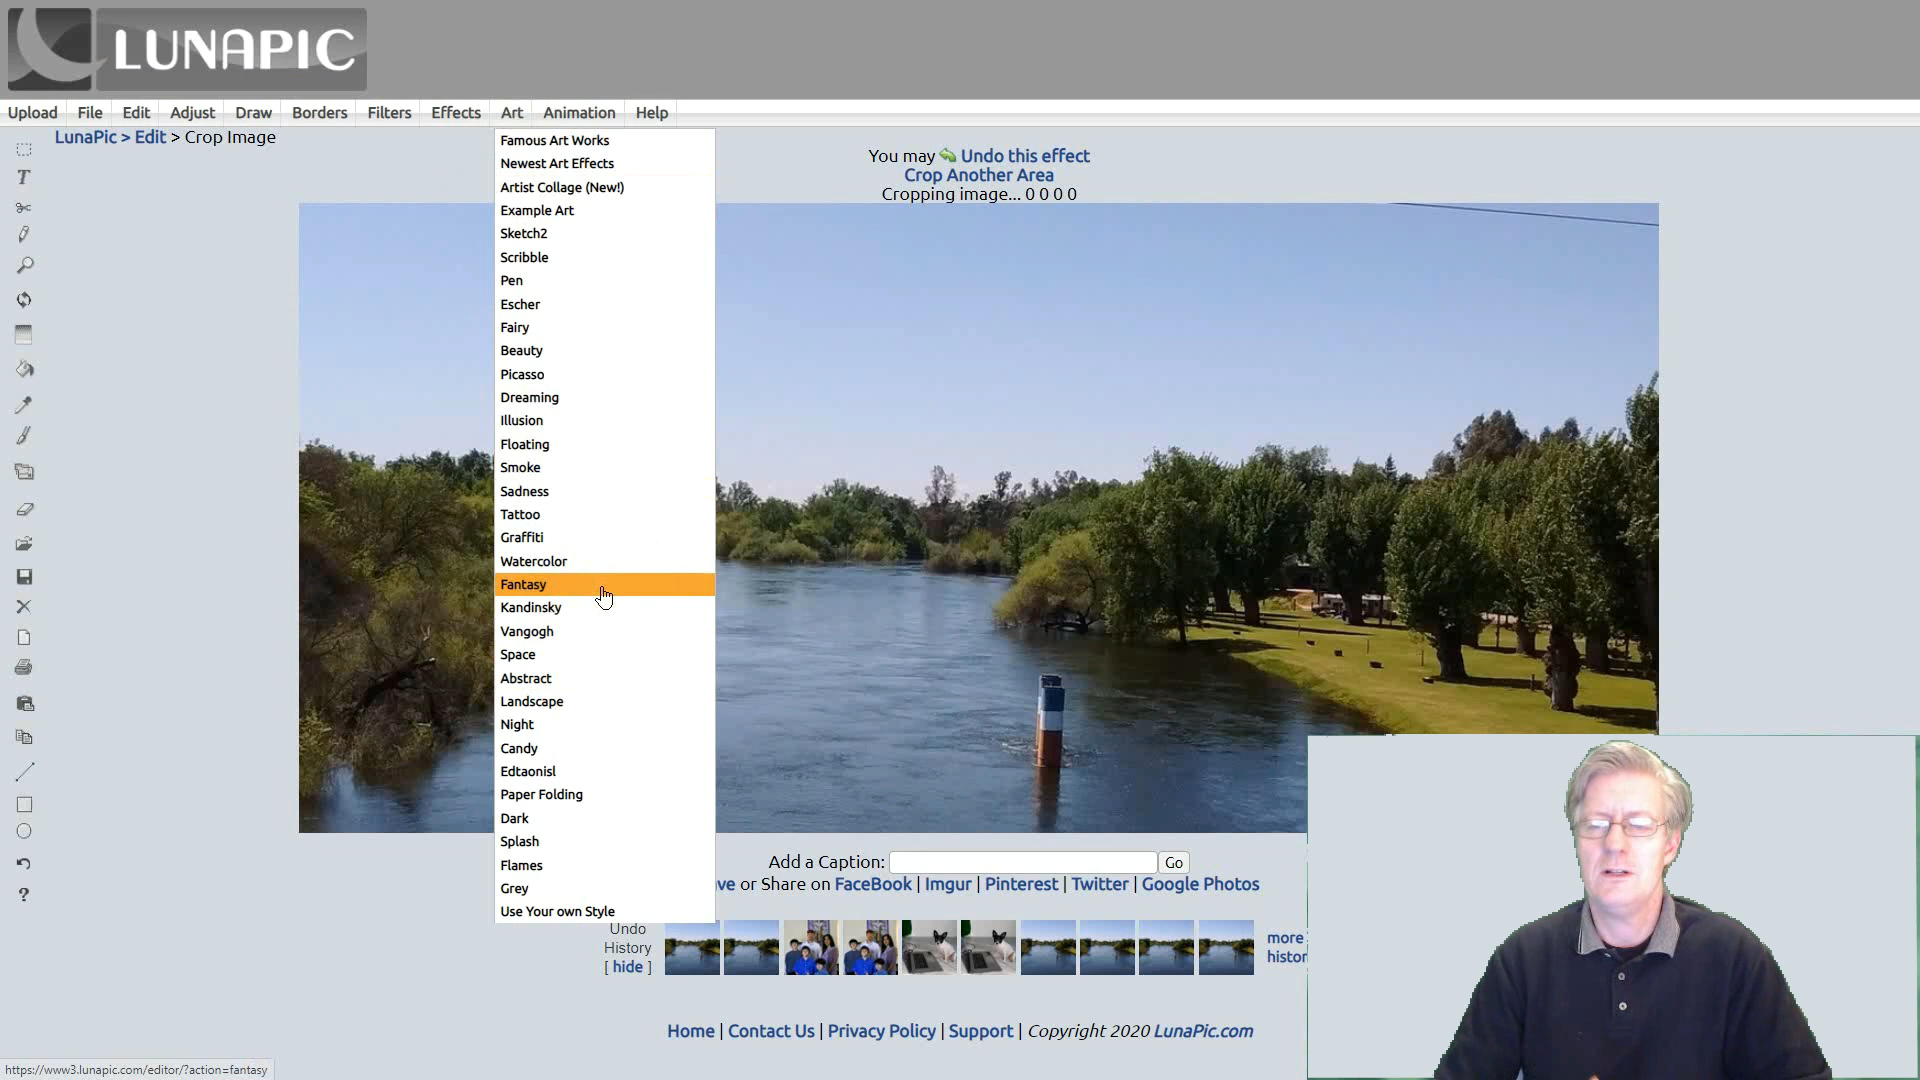 LUNAPIC
Upload File Edit Adjust Draw Borders Filters Effects Art Animation Help
LunaPic > Edit > Crop Image
You may Undo this effect
Crop Another Area
Cropping image... 0 0 0 0
Famous Art Works
Newest Art Effects
Artist Collage (New!)
Example Art
Sketch2
Scribble
Pen
Escher
Fairy
Beauty
Picasso
Dreaming
Illusion
Floating
Smoke
Sadness
Tattoo
Graffiti
Watercolor
Fantasy
Kandinsky
Vangogh
Space
Abstract
Landscape
Night
Candy
Edtaonisl
Paper Folding
Dark
Splash
Flames
Grey
Use Your own Style
Add a Caption: Go
ve or Share on FaceBook | Imgur | Pinterest | Twitter | Google Photos
Undo
History
[ hide ]
more
histor
Home | Contact Us | Privacy Policy | Support | Copyright 2020 LunaPic.com
https://www3.lunapic.com/editor/?action=fantasy